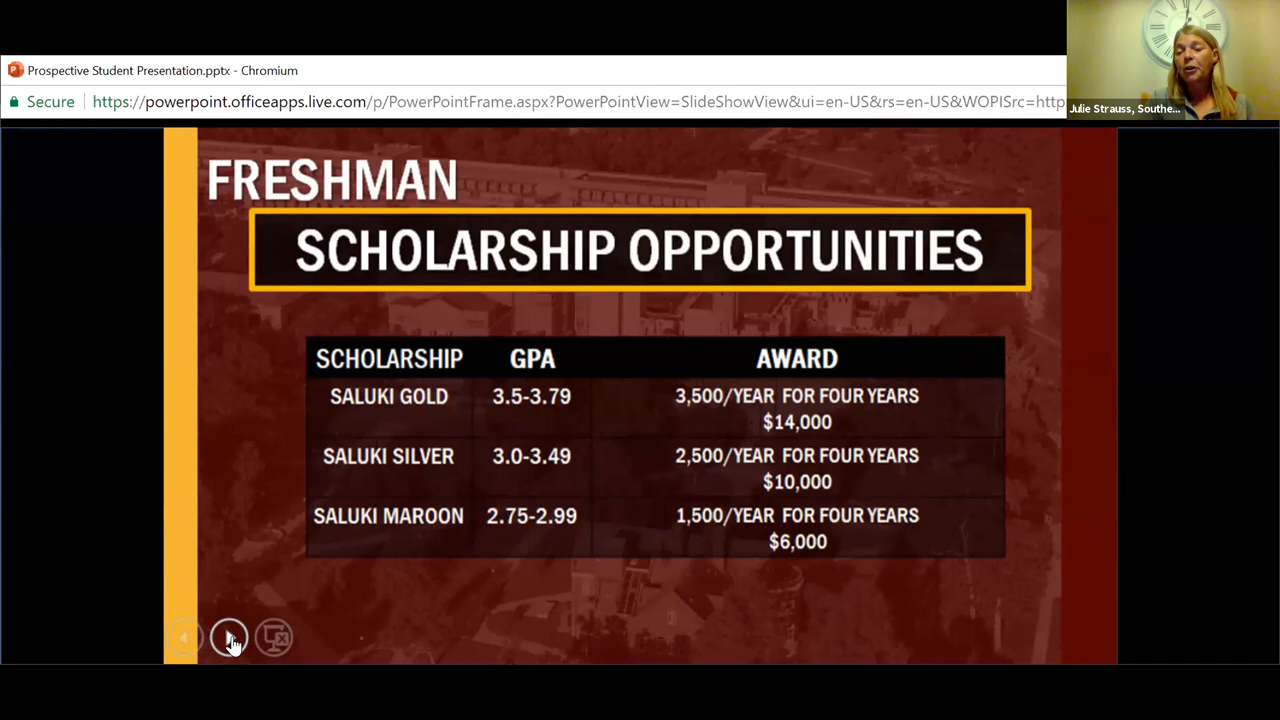 Prospective Student Presentation.pptx - Chromium
Secure
https://powerpoint.officeapps.live.com/p/PowerPointFrame.aspx?PowerPointView=SlideShowView&ui=en-US&rs=en-US&WOPISrc=http
Julie Strauss, Southe...
FRESHMAN
SCHOLARSHIP OPPORTUNITIES
SCHOLARSHIP GPA AWARD
SALUKI GOLD 3.5-3.79 3,500/YEAR FOR FOUR YEARS
$14,000
SALUKI SILVER 3.0-3.49 2,500/YEAR FOR FOUR YEARS
$10,000
SALUKI MAROON 2.75-2.99 1,500/YEAR FOR FOUR YEARS
$6,000